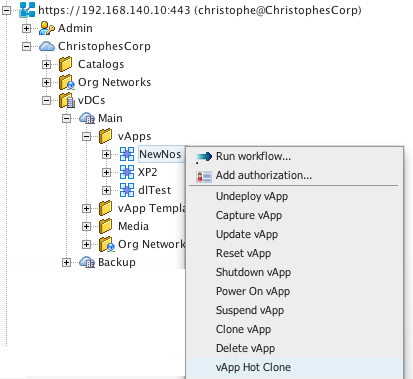 https://192.168.140.10:443 (christophe@ChristophesCorp)
Admin
ChristophesCorp
Catalogs
Org Networks
vDCs
Main
vApps
NewNos
XP2
dlTest
vApp Templa
Media
Org Network
Backup
Run workflow...
Add authorization...
Undeploy vApp
Capture vApp
Update vApp
Reset vApp
Shutdown vApp
Power On vApp
Suspend vApp
Clone vApp
Delete vApp
vApp Hot Clone